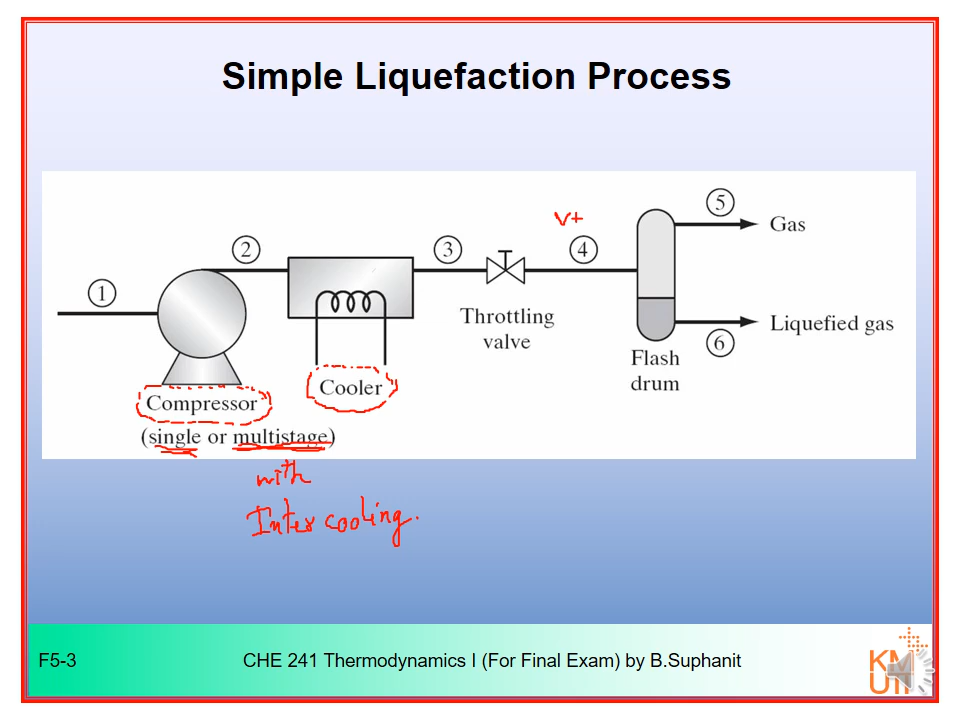 Simple Liquefaction Process
5
V+
Gas
2
3
4
1
Throttling
valve
Liquefied gas
6
Flash
drum
Cooler
Compressor
(single or multistage)
with
Inter cooling.
F5-3
CHE 241 Thermodynamics I (For Final Exam) by B.Suphanit